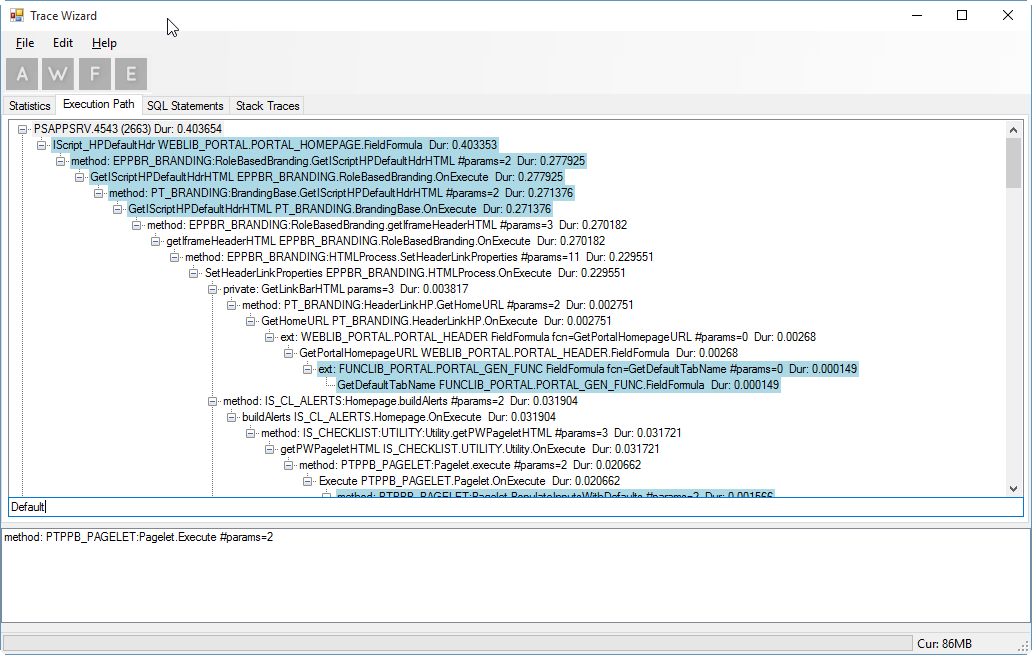 Trace Wizard
File Edit Help
A W F E
Statistics Execution Path SQL Statements Stack Traces
PSAPPSRV.4543 (2663) Dur: 0.403654
IScript_HPDefaultHdr WEBLIB_PORTAL.PORTAL_HOMEPAGE.FieldFormula Dur: 0.403353
method: EPPBR_BRANDING:RoleBasedBranding.GetIScriptHPDefaultHdrHTML #params=2 Dur: 0.277925
GetIScriptHPDefaultHdrHTML EPPBR_BRANDING.RoleBasedBranding.OnExecute Dur: 0.277925
method: PT_BRANDING:BrandingBase.GetIScriptHPDefaultHdrHTML #params=2 Dur: 0.271376
GetIScriptHPDefaultHdrHTML PT_BRANDING.BrandingBase.OnExecute Dur: 0.271376
method: EPPBR_BRANDING:RoleBasedBranding.getIframeHeaderHTML #params=3 Dur: 0.270182
getIframeHeaderHTML EPPBR_BRANDING.RoleBasedBranding.OnExecute Dur: 0.270182
method: EPPBR_BRANDING:HTMLProcess.SetHeaderLinkProperties #params=11 Dur: 0.229551
SetHeaderLinkProperties EPPBR_BRANDING.HTMLProcess.OnExecute Dur: 0.229551
private: GetLinkBarHTML params=3 Dur: 0.003817
method: PT_BRANDING:HeaderLinkHP.GetHomeURL #params=2 Dur: 0.002751
GetHomeURL PT_BRANDING.HeaderLinkHP.OnExecute Dur: 0.002751
ext: WEBLIB_PORTAL.PORTAL_HEADER FieldFormula fcn=GetPortalHomepageURL #params=0 Dur: 0.00268
GetPortalHomepageURL WEBLIB_PORTAL.PORTAL_HEADER.FieldFormula Dur: 0.00268
ext: FUNCLIB_PORTAL.PORTAL_GEN_FUNC FieldFormula fcn=GetDefaultTabName #params=0 Dur: 0.000149
GetDefaultTabName FUNCLIB_PORTAL.PORTAL_GEN_FUNC.FieldFormula Dur: 0.000149
method: IS_CL_ALERTS:Homepage.buildAlerts #params=2 Dur: 0.031904
buildAlerts IS_CL_ALERTS.Homepage.OnExecute Dur: 0.031904
method: IS_CHECKLIST:UTILITY:Utility.getPWPageletHTML #params=3 Dur: 0.031721
getPWPageletHTML IS_CHECKLIST.UTILITY.Utility.OnExecute Dur: 0.031721
method: PTPPB_PAGELET:Pagelet.execute #params=2 Dur: 0.020662
Execute PTPPB_PAGELET.Pagelet.OnExecute Dur: 0.020662
method: PTPPB_PAGELET:Pagelet.PopulateInputsWithDefaults #params=2 Dur: 0.001566
Default
method: PTPPB_PAGELET:Pagelet.Execute #params=2
Cur: 86MB